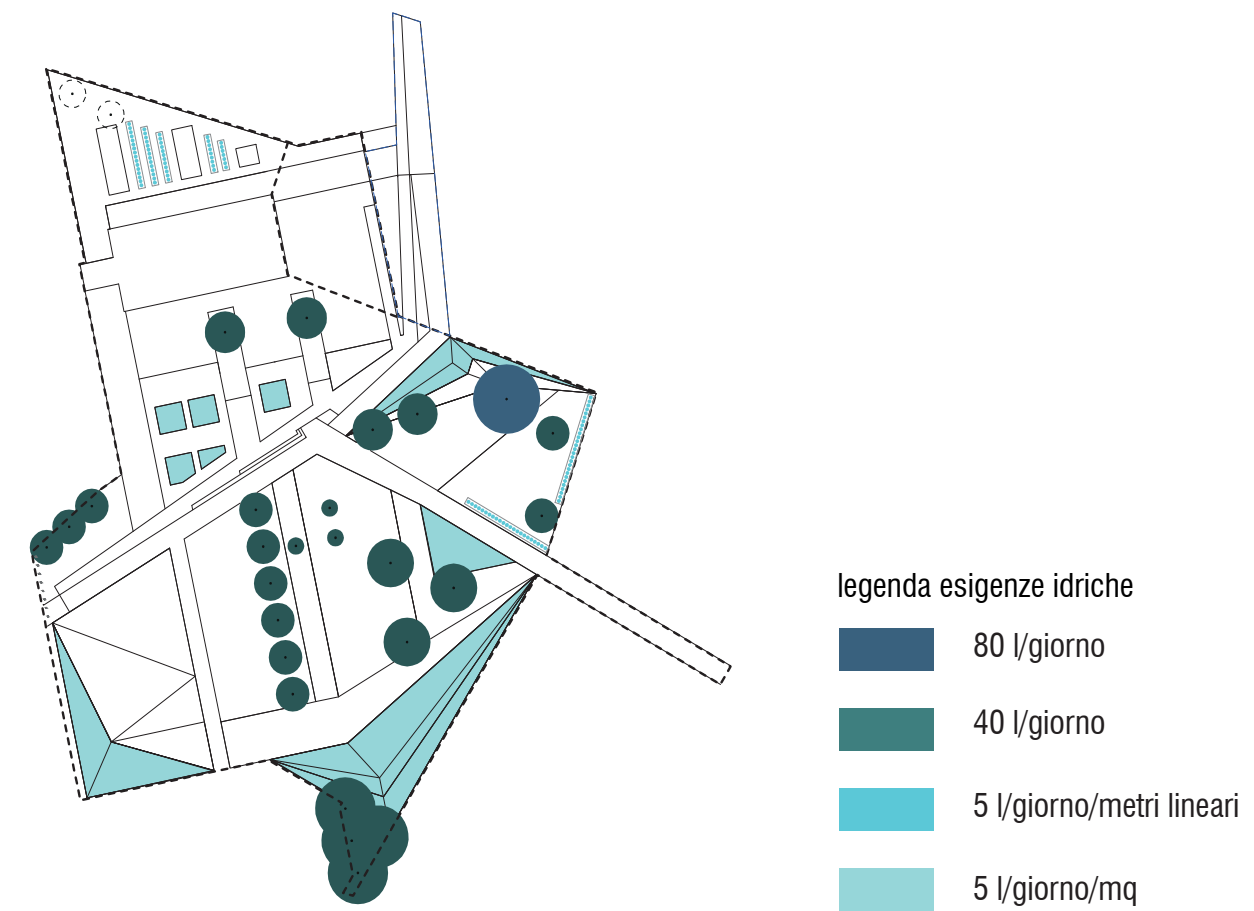 legenda esigenze idriche
80 l/giorno
40 l/giorno
5 l/giorno/metri lineari
5 l/giorno/mq